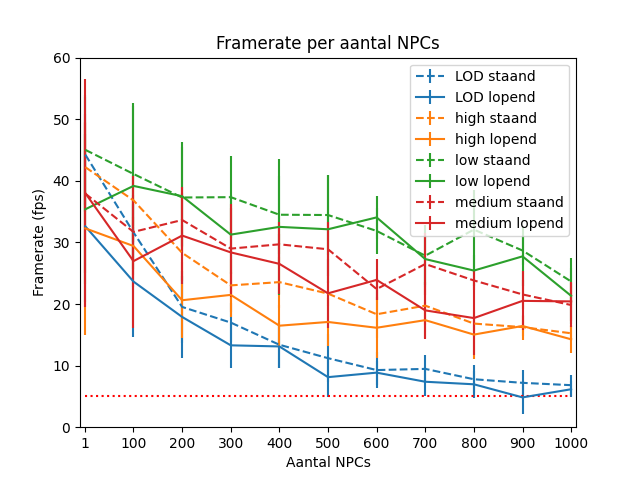 Framerate per aantal NPCs
Framerate (fps)
60
50
40
30
20
10
0
LOD staand
LOD lopend
high staand
high lopend
low staand
low lopend
medium staand
medium lopend
1 100 200 300 400 500 600 700 800 900 1000
Aantal NPCs